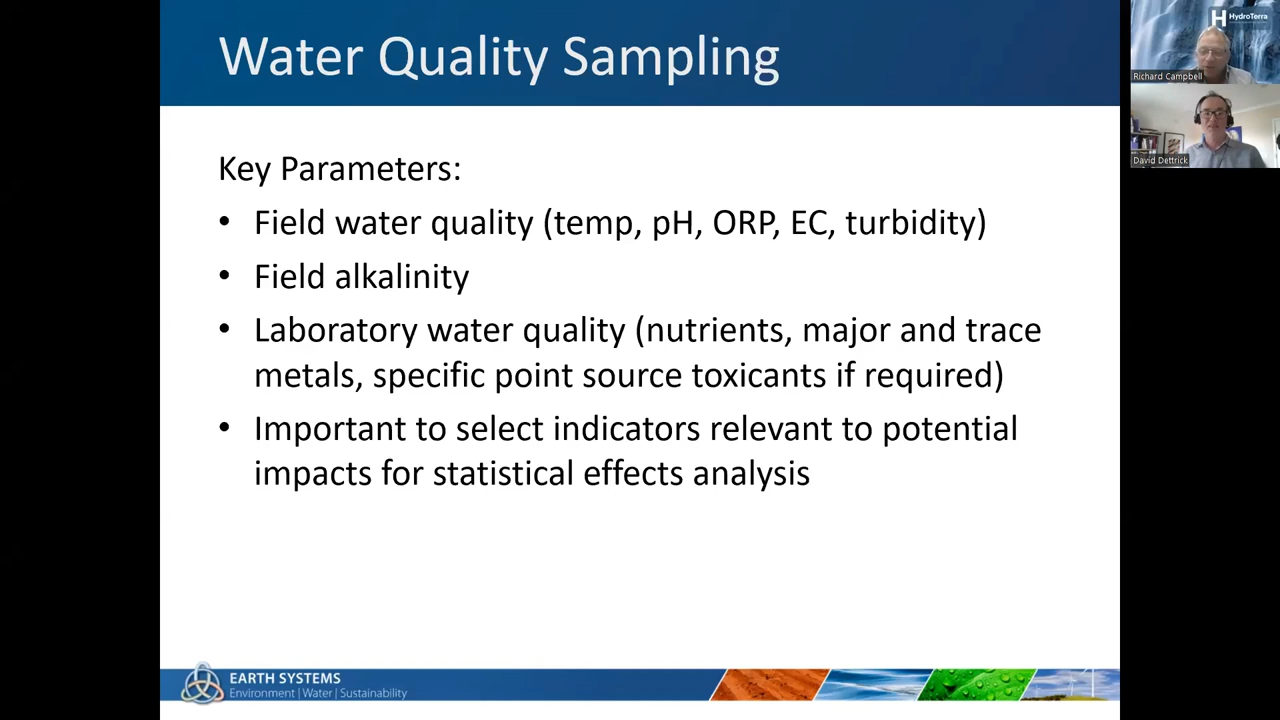 Water Quality Sampling
Key Parameters:
• Field water quality (temp, pH, ORP, EC, turbidity)
• Field alkalinity
• Laboratory water quality (nutrients, major and trace
metals, specific point source toxicants if required)
• Important to select indicators relevant to potential
impacts for statistical effects analysis
EARTH SYSTEMS
Environment | Water | Sustainability
H HydroTerra
Richard Campbell
David Dettrick